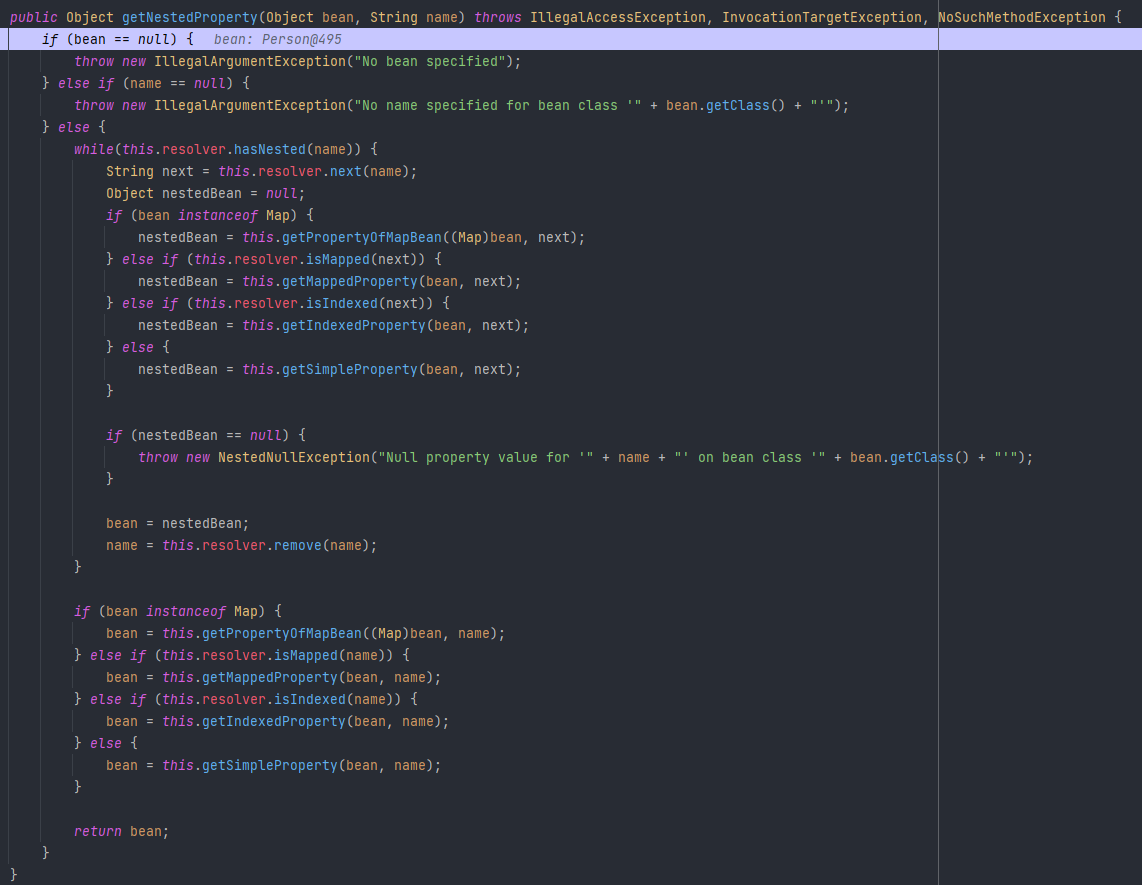 public Object getNestedProperty(Object bean, String name) throws IllegalAccessException, InvocationTargetException, NoSuchMethodException {
    if (bean == null) {  bean: Person@495
        throw new IllegalArgumentException("No bean specified");
    } else if (name == null) {
        throw new IllegalArgumentException("No name specified for bean class '" + bean.getClass() + "'");
    } else {
        while(this.resolver.hasNested(name)) {
            String next = this.resolver.next(name);
            Object nestedBean = null;
            if (bean instanceof Map) {
                nestedBean = this.getPropertyOfMapBean((Map)bean, next);
            } else if (this.resolver.isMapped(next)) {
                nestedBean = this.getMappedProperty(bean, next);
            } else if (this.resolver.isIndexed(next)) {
                nestedBean = this.getIndexedProperty(bean, next);
            } else {
                nestedBean = this.getSimpleProperty(bean, next);
            }

            if (nestedBean == null) {
                throw new NestedNullException("Null property value for '" + name + "' on bean class '" + bean.getClass() + "'");
            }

            bean = nestedBean;
            name = this.resolver.remove(name);
        }

        if (bean instanceof Map) {
            bean = this.getPropertyOfMapBean((Map)bean, name);
        } else if (this.resolver.isMapped(name)) {
            bean = this.getMappedProperty(bean, name);
        } else if (this.resolver.isIndexed(name)) {
            bean = this.getIndexedProperty(bean, name);
        } else {
            bean = this.getSimpleProperty(bean, name);
        }

        return bean;
    }
}